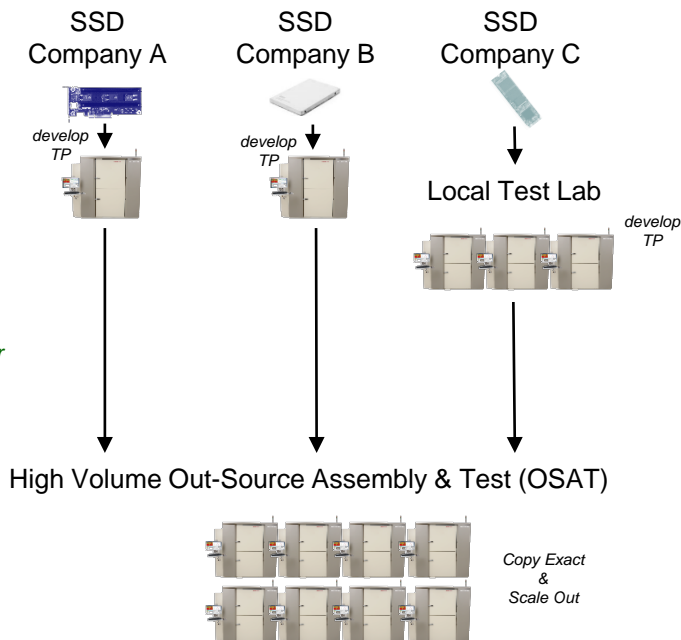 SSD
Company A
SSD
Company B
SSD
Company C
develop
TP
develop
TP
Local Test Lab
develop
TP
r
High Volume Out-Source Assembly & Test (OSAT)
Copy Exact
&
Scale Out